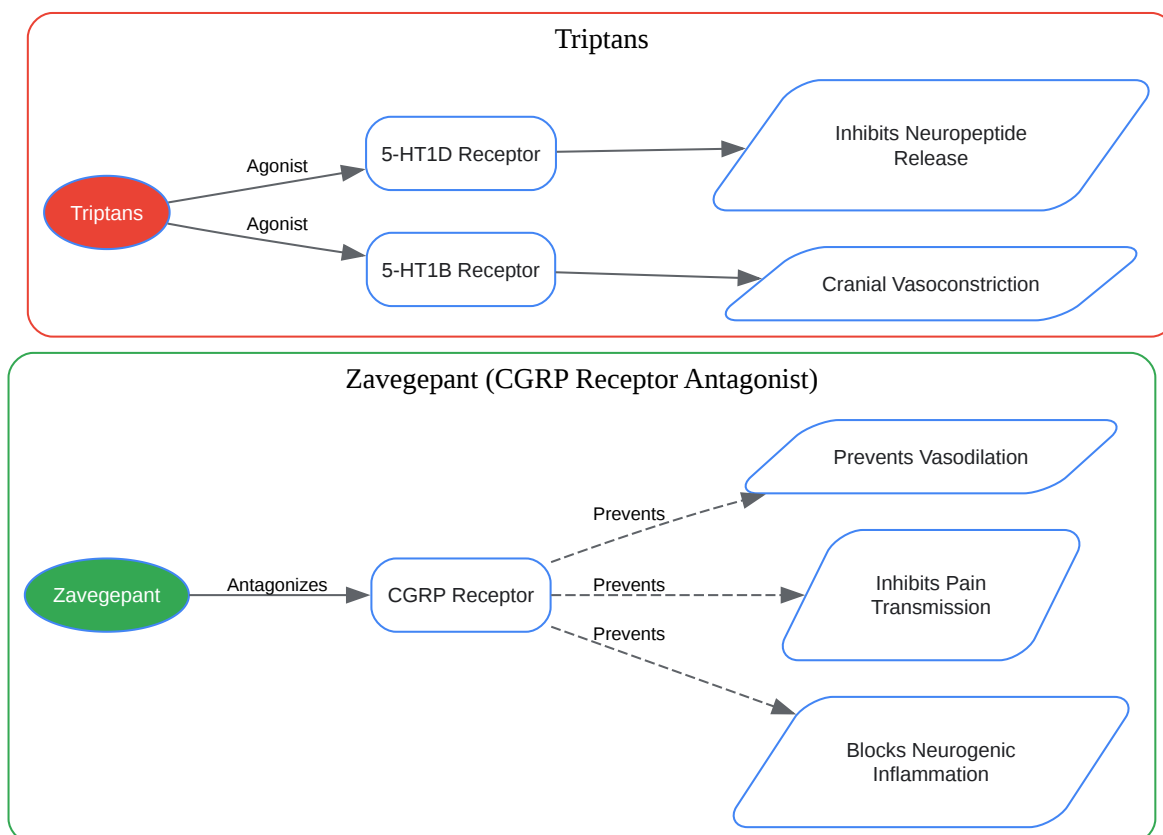 Triptans
Agonist
5-HT1D Receptor
Inhibits Neuropeptide
Release
Triptans
Agonist
5-HT1B Receptor
Cranial Vasoconstriction
Zavegepant (CGRP Receptor Antagonist)
Prevents
Prevents Vasodilation
Zavegepant
Antagonizes
CGRP Receptor
Prevents
Inhibits Pain
Transmission
Prevents
Blocks Neurogenic
Inflammation